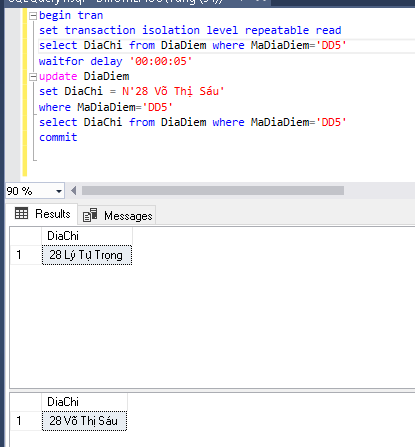 begin tran
set transaction isolation level repeatable read
select DiaChi from DiaDiem where MaDiaDiem='DD5'
waitfor delay '00:00:05'
update DiaDiem
set DiaChi = N'28 Võ Thị Sáu'
where MaDiaDiem='DD5'
select DiaChi from DiaDiem where MaDiaDiem='DD5'
commit
90 %
Results Messages
DiaChi
1 28 Lý Tự Trọng
DiaChi
1 28 Võ Thị Sáu